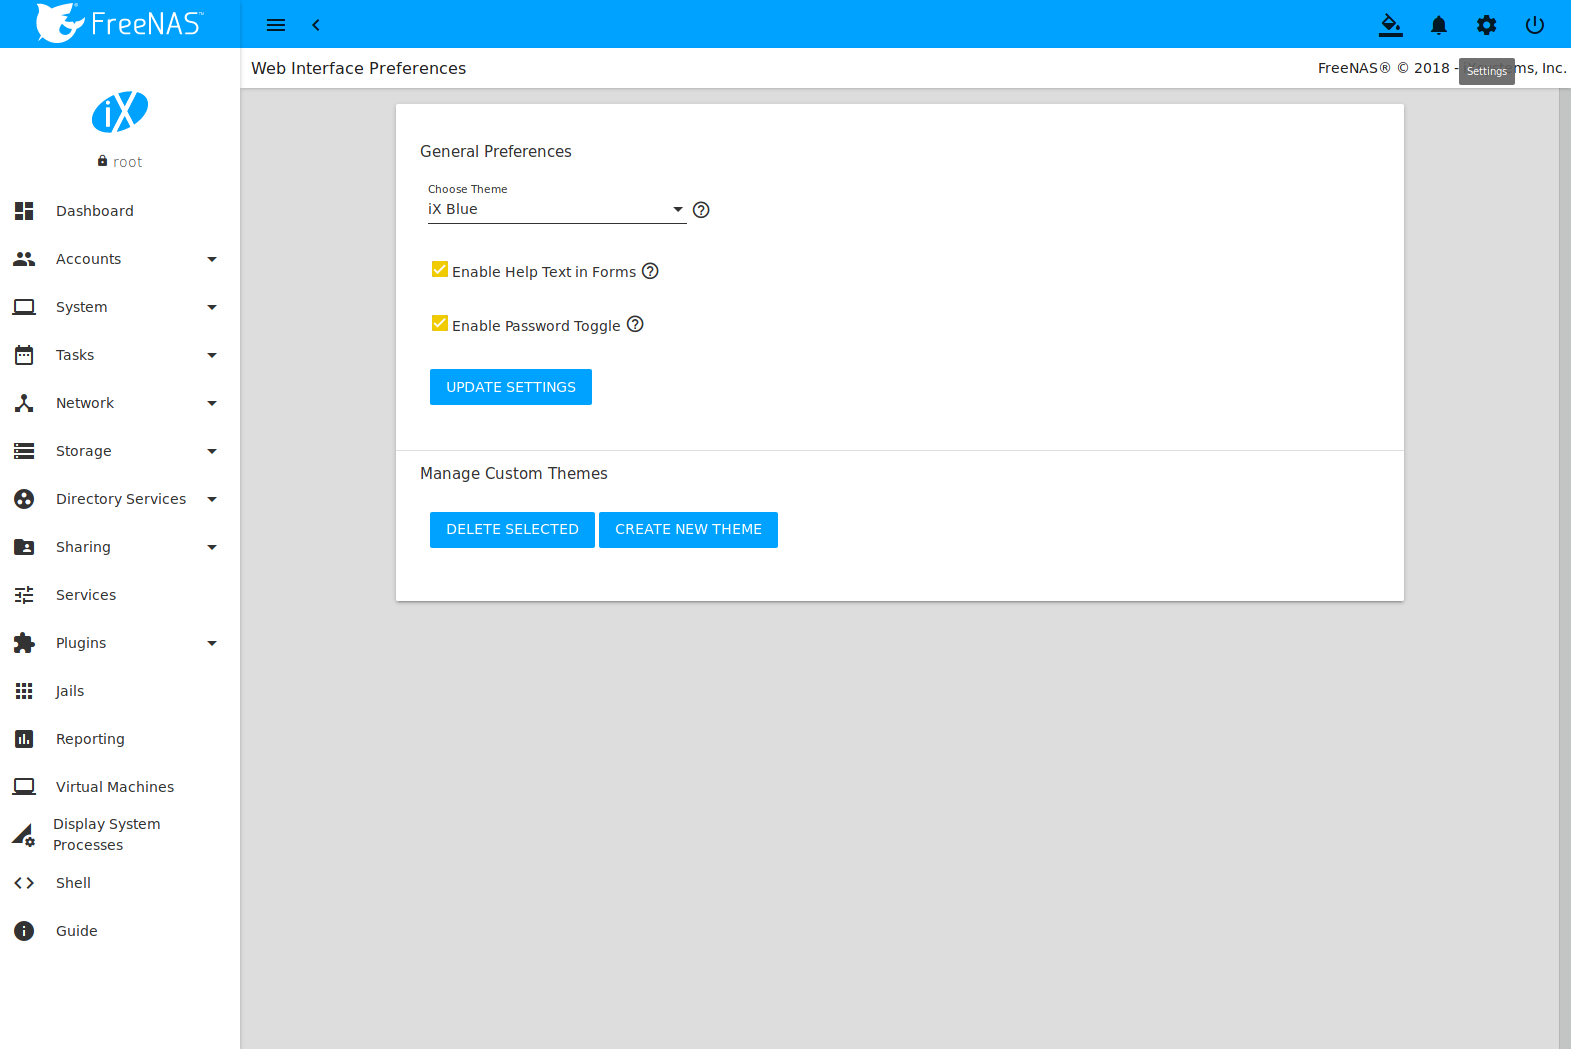 FreeNAS™
Web Interface Preferences
FreeNAS® © 2018 -
ms, Inc.
Settings
iX
root
Dashboard
Accounts
System
Tasks
Network
Storage
Directory Services
Sharing
Services
Plugins
Jails
Reporting
Virtual Machines
Display System
Processes
Shell
Guide
General Preferences
Choose Theme
iX Blue
Enable Help Text in Forms
Enable Password Toggle
UPDATE SETTINGS
Manage Custom Themes
DELETE SELECTED
CREATE NEW THEME